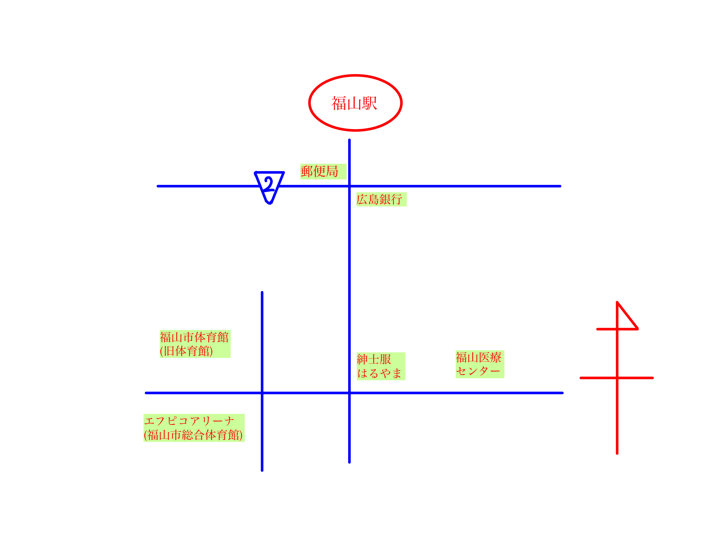 福山駅
郵便局
2
広島銀行
福山市体育館
(旧体育館)
紳士服
はるやま
福山医療
センター
エフピコアリーナ
(福山市総合体育館)